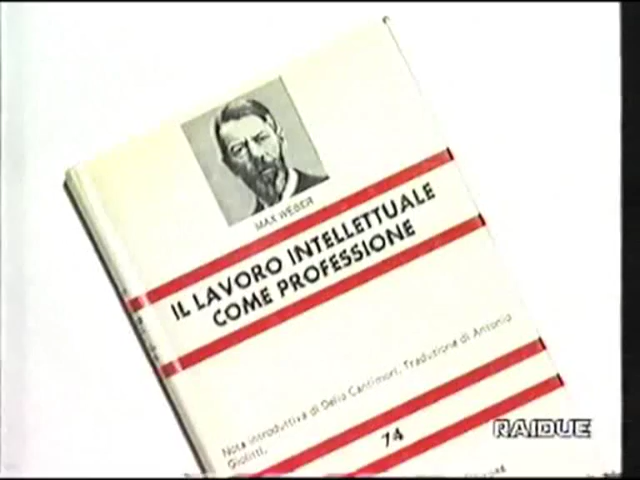 MAX WEBER
IL LAVORO INTELLETTUALE
COME PROFESSIONE
Nota introduttiva di Delio Cantimori. Traduzione di Antonio
Giolitti.
74
RAIDUE